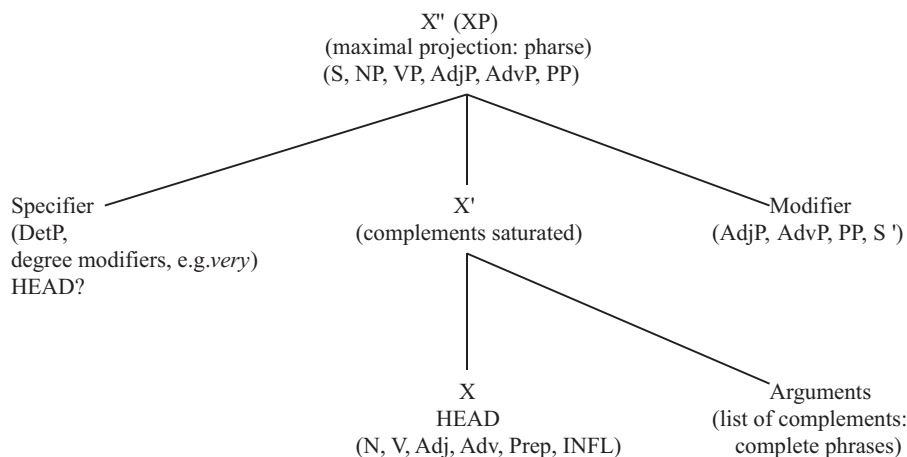 X'' (XP)
(maximal projection: pharse)
(S, NP, VP, AdjP, AdvP, PP)
Specifier
(DetP,
degree modifiers, e.g.very)
HEAD?
X'
(complements saturated)
Modifier
(AdjP, AdvP, PP, S ')
X
HEAD
(N, V, Adj, Adv, Prep, INFL)
Arguments
(list of complements:
complete phrases)